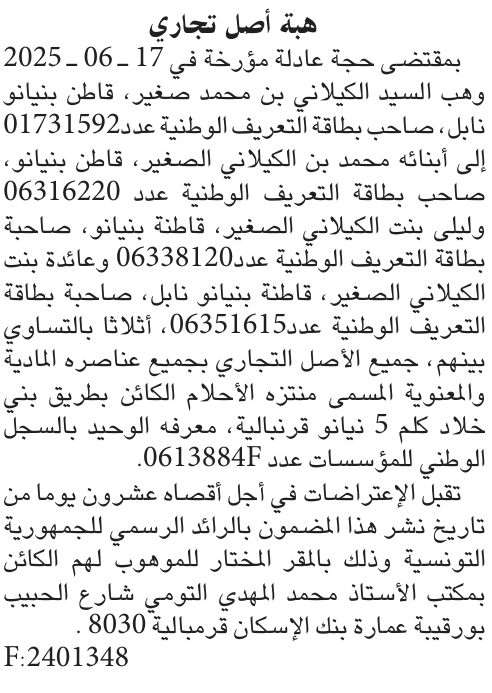 هبة أصل تجاري
بمقتضى حجة عادلة مؤرخة في 17 ـ 06 ـ 2025
وهب السيد الكيلاني بن محمد صغير، قاطن بنيانو
نابل، صاحب بطاقة التعريف الوطنية عدد01731592
إلى أبنائه محمد بن الكيلاني الصغير، قاطن بنيانو،
صاحب بطاقة التعريف الوطنية عدد 06316220
وليلى بنت الكيلاني الصغير، قاطنة بنيانو، صاحبة
بطاقة التعريف الوطنية عدد06338120 وعائدة بنت
الكيلاني الصغير، قاطنة بنيانو نابل، صاحبة بطاقة
التعريف الوطنية عدد06351615، أثلاثا بالتساوي
بينهم، جميع الأصل التجاري بجميع عناصره المادية
والمعنوية المسمى منتزه الأحلام الكائن بطريق بني
خلاد كلم 5 نيانو قرنبالية، معرفه الوحيد بالسجل
الوطني للمؤسسات عدد 0613884F.
تقبل الإعتراضات في أجل أقصاه عشرون يوما من
تاريخ نشر هذا المضمون بالرائد الرسمي للجمهورية
التونسية وذلك بالمقر المختار للموهوب لهم الكائن
بمكتب الأستاذ محمد المهدي التومي شارع الحبيب
بورقيبة عمارة بنك الإسكان قرمبالية 8030 .
F:2401348